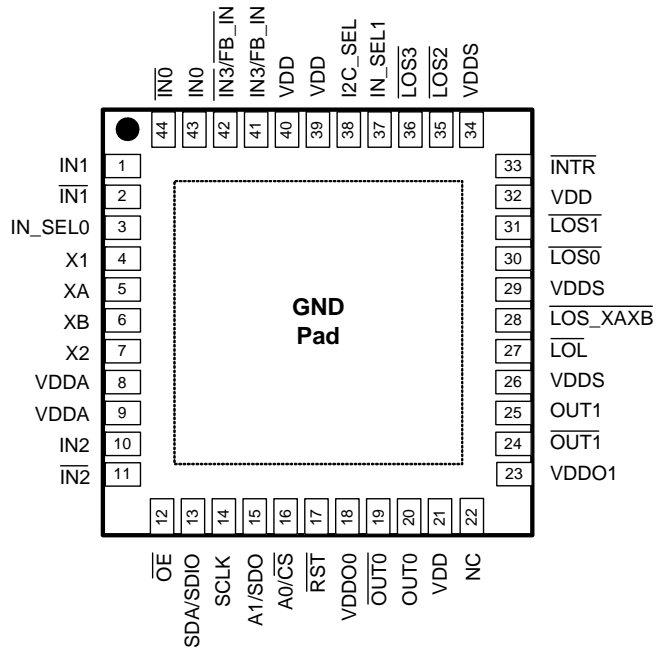 IN0
IN0
IN3/FB_IN
IN3/FB_IN
VDD
VDD
I2C_SEL
IN_SEL1
LOS3
LOS2
VDDS
44
43
42
41
40
39
38
37
36
35
34
IN1 1
IN1 2
IN_SEL0 3
X1 4
XA 5
XB 6
X2 7
VDDA 8
VDDA 9
IN2 10
IN2 11
GND
Pad
33 INTR
32 VDD
31 LOS1
30 LOS0
29 VDDS
28 LOS_XAXB
27 LOL
26 VDDS
25 OUT1
24 OUT1
23 VDDO1
12
13
14
15
16
17
18
19
20
21
22
OE
SDA/SDIO
SCLK
A1/SDO
A0/CS
RST
VDDO0
OUT0
OUT0
VDD
NC